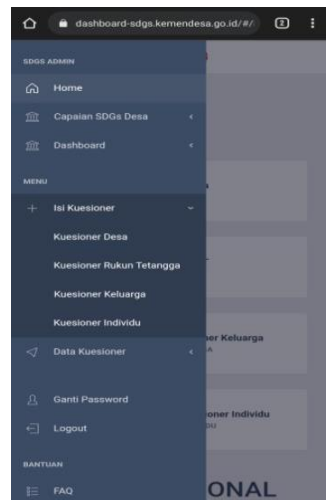 dashboard-sdgs.kemendesa.go.id/#/
2
SDGS ADMIN
Home
Capaian SDGs Desa
Dashboard
MENU
Isi Kuesioner
Kuesioner Desa
Kuesioner Rukun Tetangga
Kuesioner Keluarga
Kuesioner Individu
Data Kuesioner
Ganti Password
Logout
BANTUAN
FAQ
er Keluarga
oner Individu
ONAL